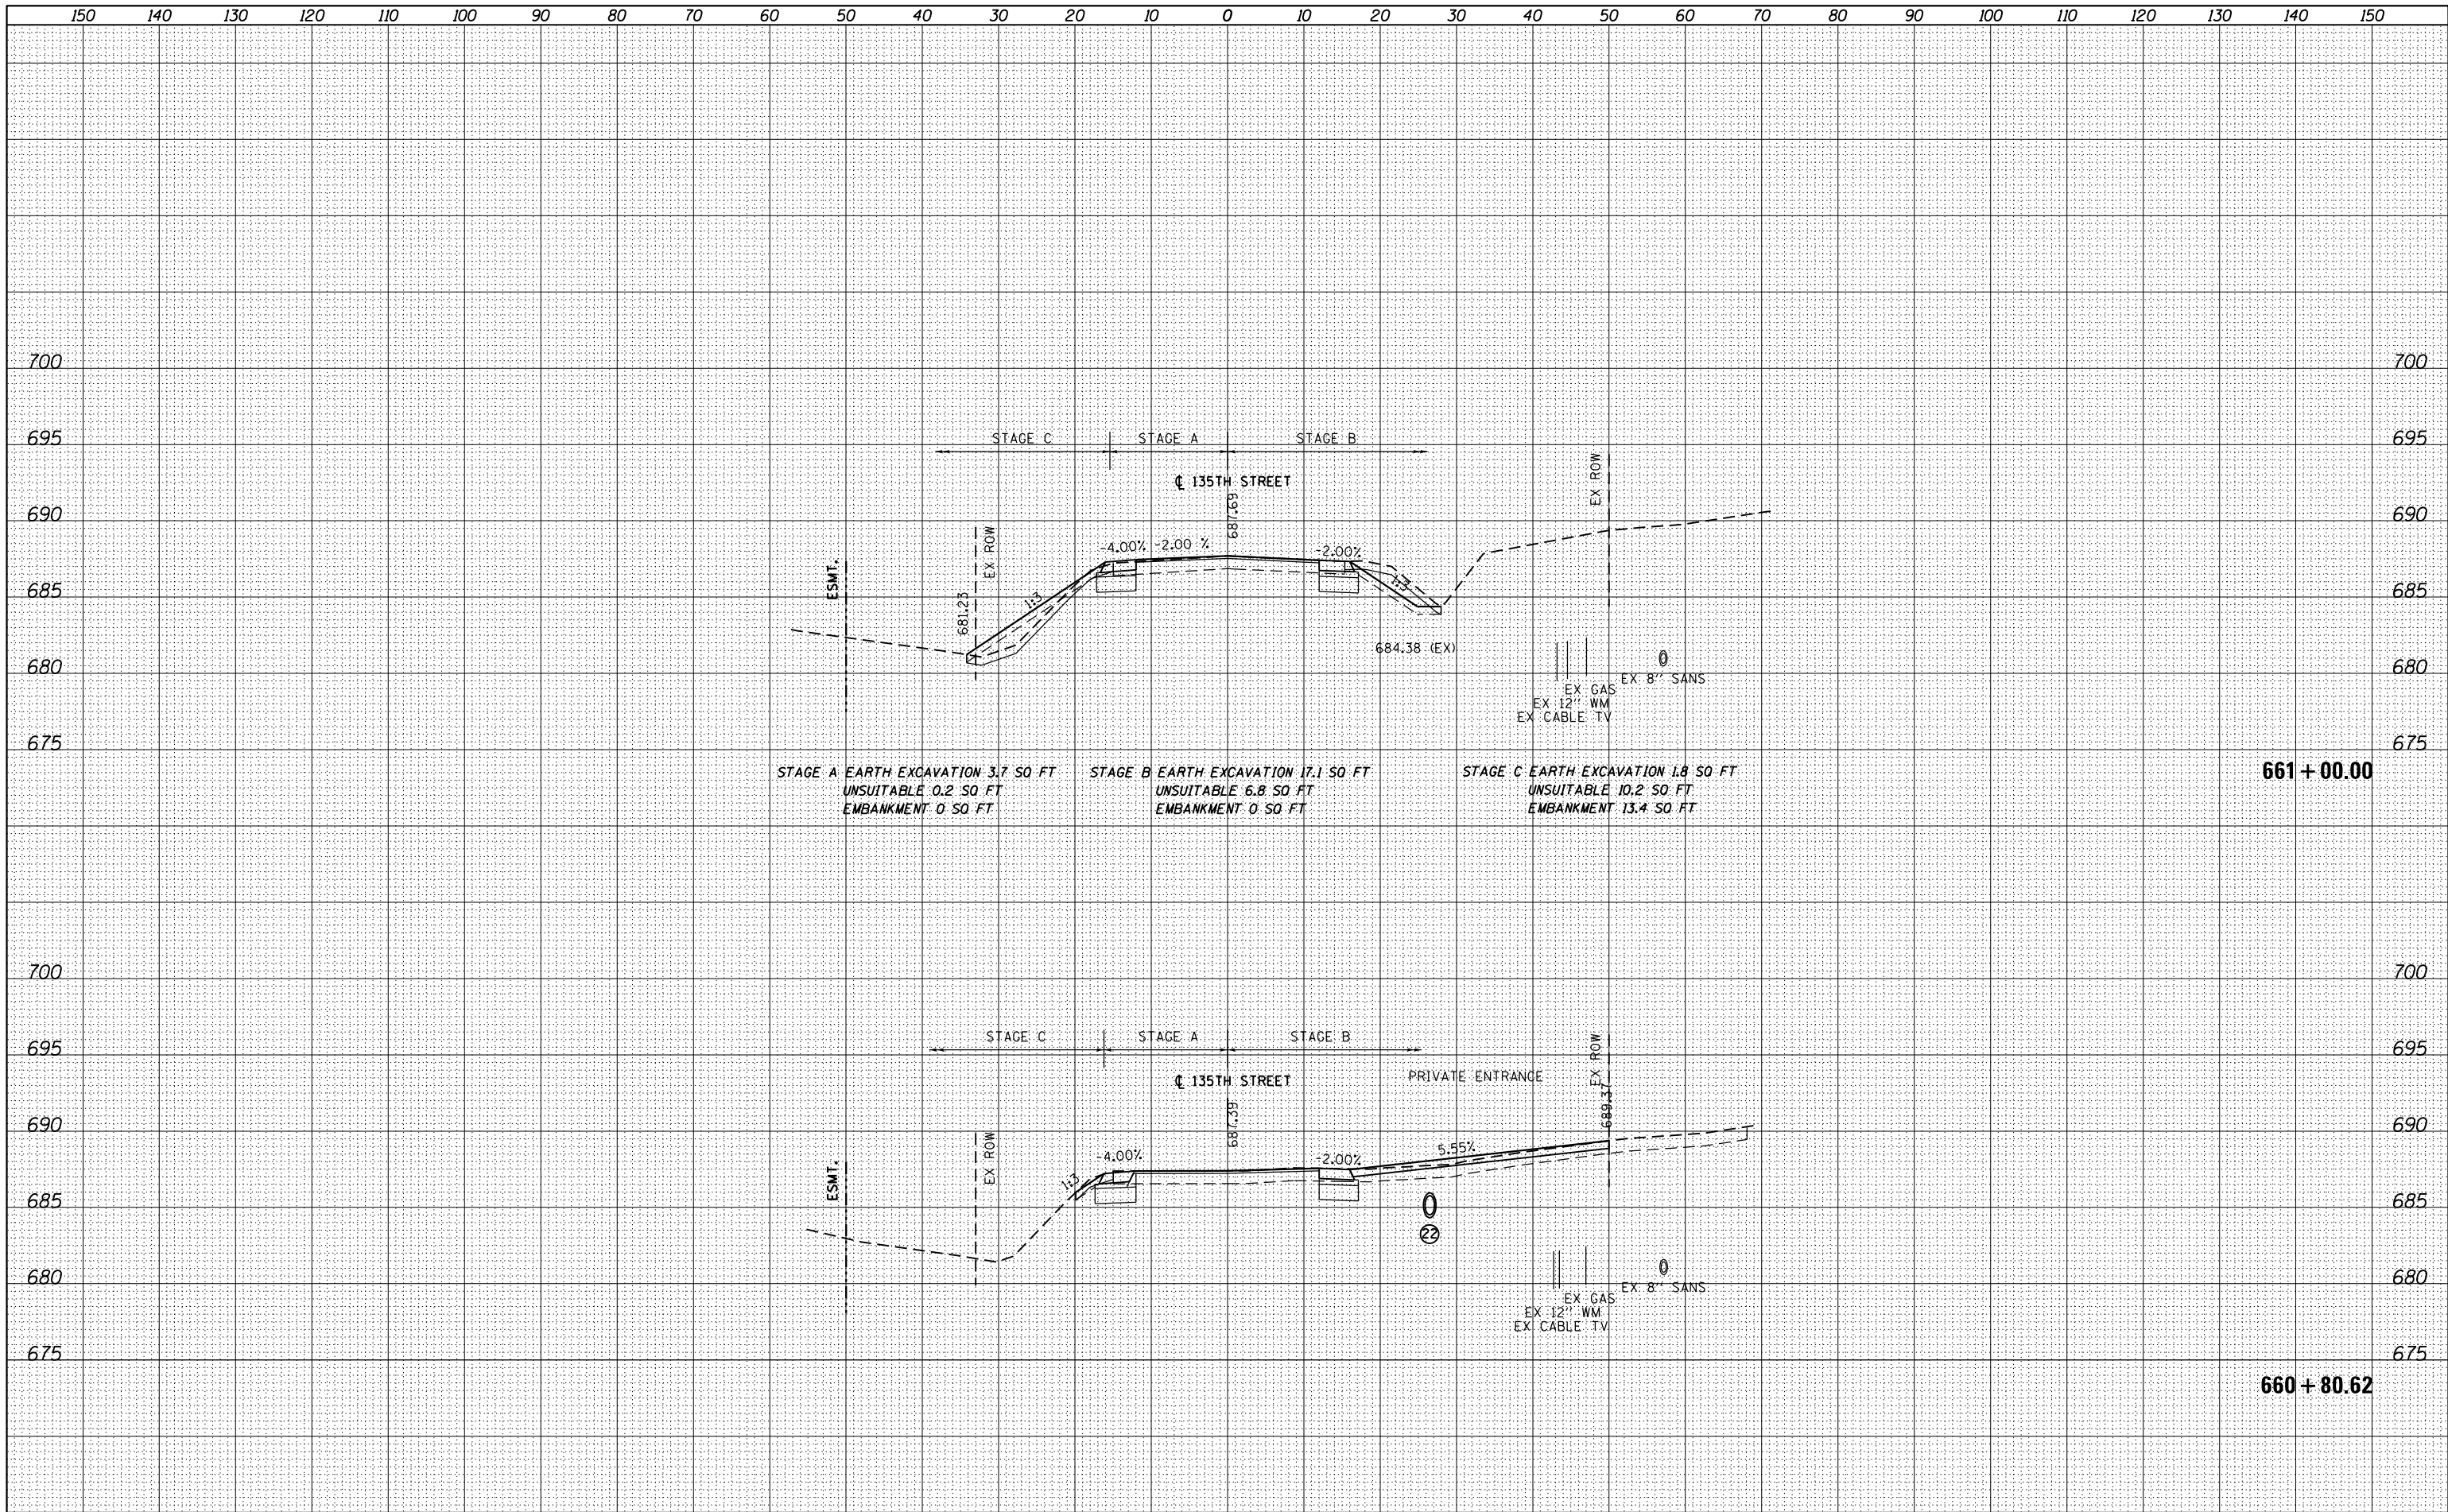 150 140 130 120 110 100 90 80 70 60 50 40 30 20 10 0 10 20 30 40 50 60 70 80 90 100 110 120 130 140 150
700 700
695 695
STAGE C STAGE A STAGE B
EX ROW
℄ 135TH STREET
690 690
687.69
EX ROW
-4.00% -2.00 % -2.00%
ESMT.
685 685
1:3 1:3
681.23
684.38 (EX)
680 680
EX 8" SANS
EX GAS
EX 12" WM
EX CABLE TV
675 675
STAGE A EARTH EXCAVATION 3.7 SQ FT
UNSUITABLE 0.2 SQ FT
EMBANKMENT 0 SQ FT
STAGE B EARTH EXCAVATION 17.1 SQ FT
UNSUITABLE 6.8 SQ FT
EMBANKMENT 0 SQ FT
STAGE C EARTH EXCAVATION 1.8 SQ FT
UNSUITABLE 10.2 SQ FT
EMBANKMENT 13.4 SQ FT
661+00.00
700 700
695 695
STAGE C STAGE A STAGE B
EX ROW
℄ 135TH STREET
PRIVATE ENTRANCE
689.37
687.39
690 690
EX ROW
-4.00% -2.00% 5.55%
ESMT.
1:3
685 685
22
680 680
EX 8" SANS
EX GAS
EX 12" WM
EX CABLE TV
675 675
660+80.62